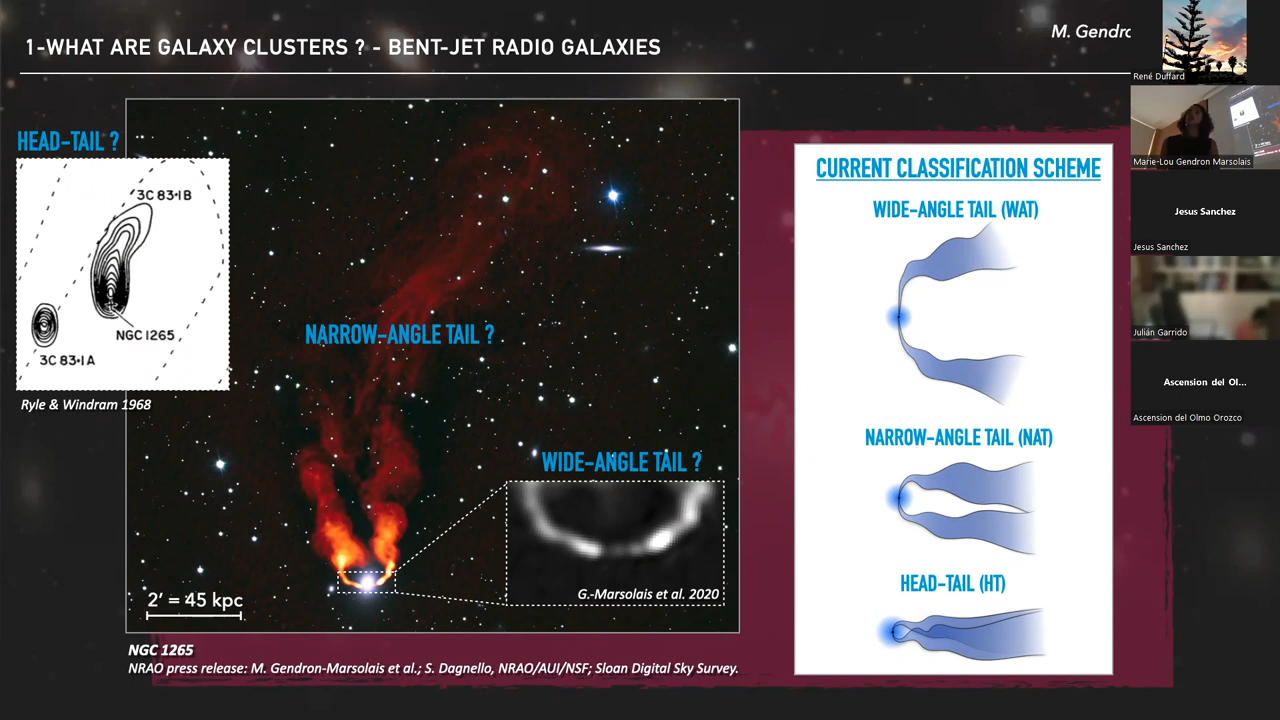 1-WHAT ARE GALAXY CLUSTERS ? - BENT-JET RADIO GALAXIES
M. Gendro
HEAD-TAIL ?
3C 83·1B
NGC 1265
3C 83·1A
Ryle & Windram 1968
NARROW-ANGLE TAIL ?
WIDE-ANGLE TAIL ?
G.-Marsolais et al. 2020
2’ = 45 kpc
NGC 1265
NRAO press release: M. Gendron-Marsolais et al.; S. Dagnello, NRAO/AUI/NSF; Sloan Digital Sky Survey.
CURRENT CLASSIFICATION SCHEME
WIDE-ANGLE TAIL (WAT)
NARROW-ANGLE TAIL (NAT)
HEAD-TAIL (HT)
René Duffard
Marie-Lou Gendron Marsolais
Jesus Sanchez
Jesus Sanchez
Julián Garrido
Ascension del Ol...
Ascension del Olmo Orozco